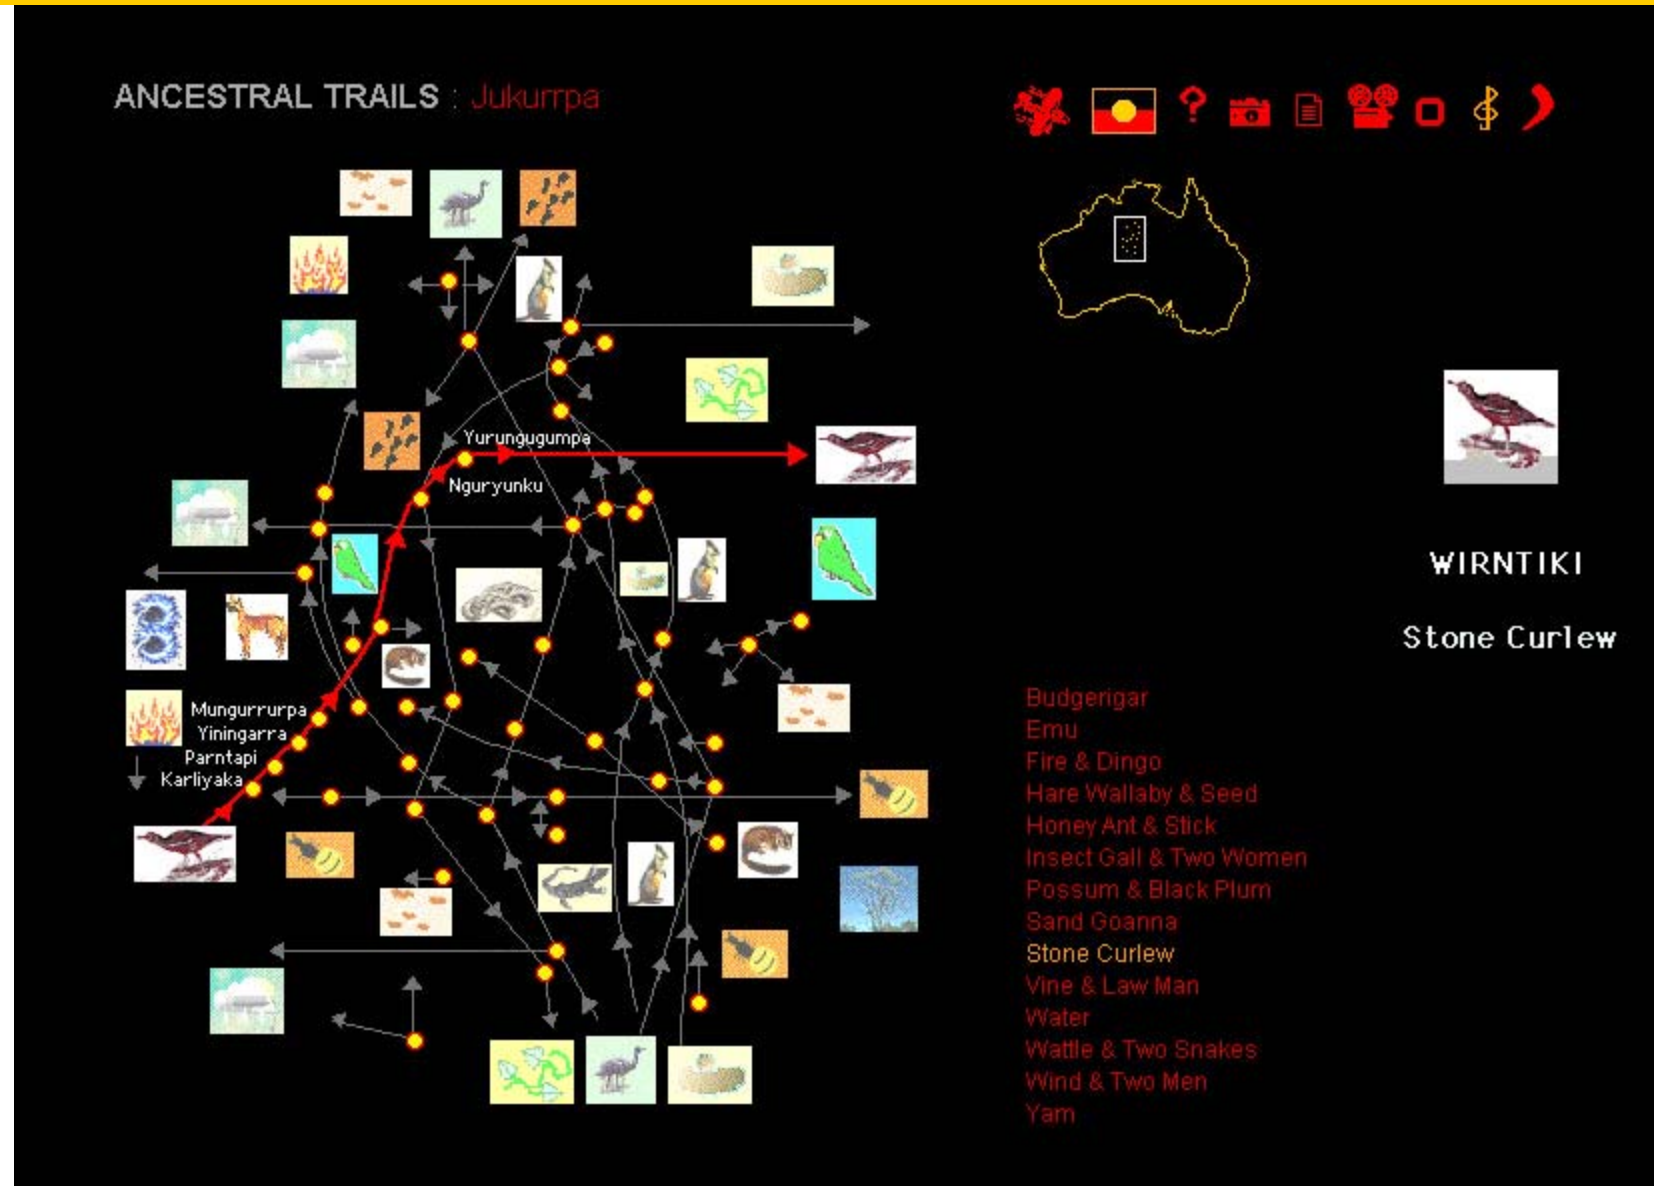 ANCESTRAL TRAILS : Jukurrpa
Yurungugumpa
Nguryunku
Mungurrurpa
Yiningarra
Parntapi
Karliyaka
WIRNTIKI
Stone Curlew
Budgerigar
Emu
Fire & Dingo
Hare Wallaby & Seed
Honey Ant & Stick
Insect Gall & Two Women
Possum & Black Plum
Sand Goanna
Stone Curlew
Vine & Law Man
Water
Wattle & Two Snakes
Wind & Two Men
Yam